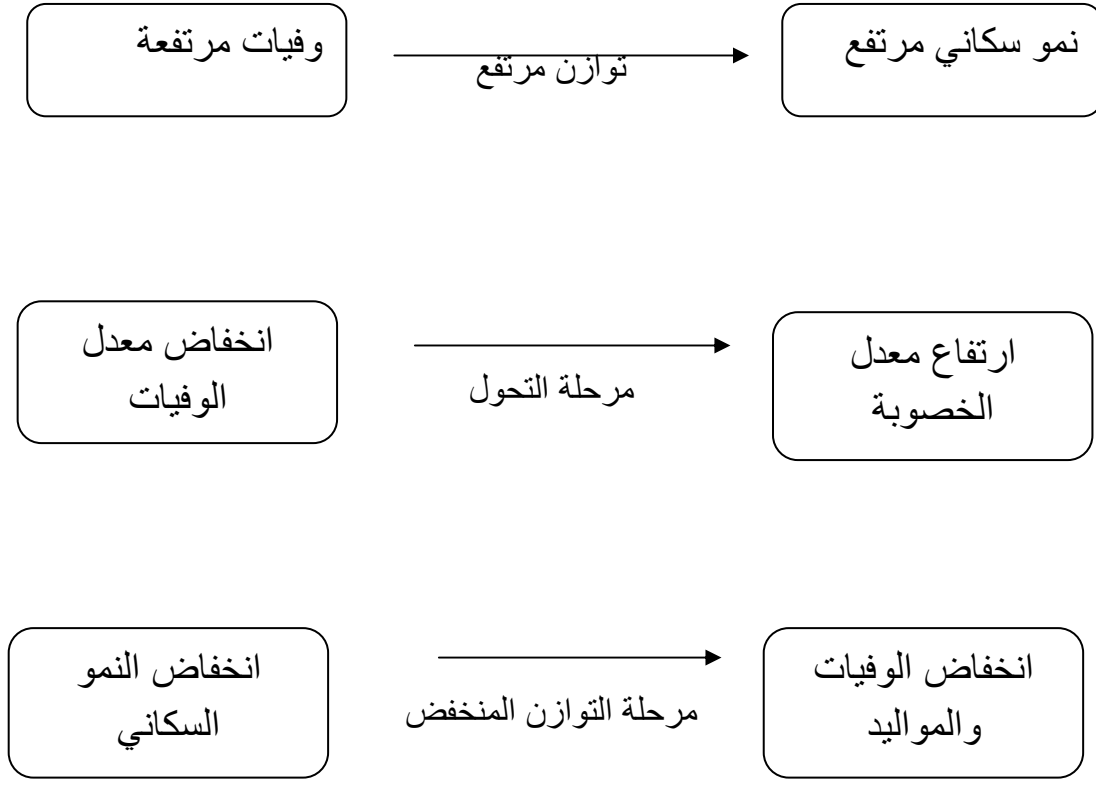 نمو سكاني مرتفع
توازن مرتفع
وفيات مرتفعة
ارتفاع معدل
الخصوبة
مرحلة التحول
انخفاض معدل
الوفيات
انخفاض الوفيات
والمواليد
مرحلة التوازن المنخفض
انخفاض النمو
السكاني